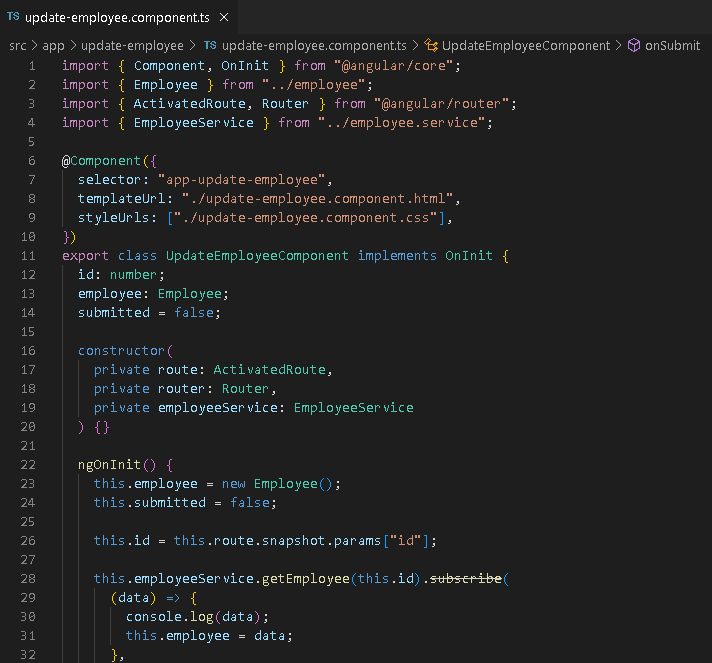 TS update-employee.component.ts ×
src > app > update-employee > TS update-employee.component.ts > UpdateEmployeeComponent > onSubmit
1 import { Component, OnInit } from "@angular/core";
2 import { Employee } from "../employee";
3 import { ActivatedRoute, Router } from "@angular/router";
4 import { EmployeeService } from "../employee.service";
5
6 @Component({
7   selector: "app-update-employee",
8   templateUrl: "./update-employee.component.html",
9   styleUrls: ["./update-employee.component.css"],
10 })
11 export class UpdateEmployeeComponent implements OnInit {
12   id: number;
13   employee: Employee;
14   submitted = false;
15
16   constructor(
17     private route: ActivatedRoute,
18     private router: Router,
19     private employeeService: EmployeeService
20   ) {}
21
22   ngOnInit() {
23     this.employee = new Employee();
24     this.submitted = false;
25
26     this.id = this.route.snapshot.params["id"];
27
28     this.employeeService.getEmployee(this.id).subscribe(
29       (data) => {
30         console.log(data);
31         this.employee = data;
32       },